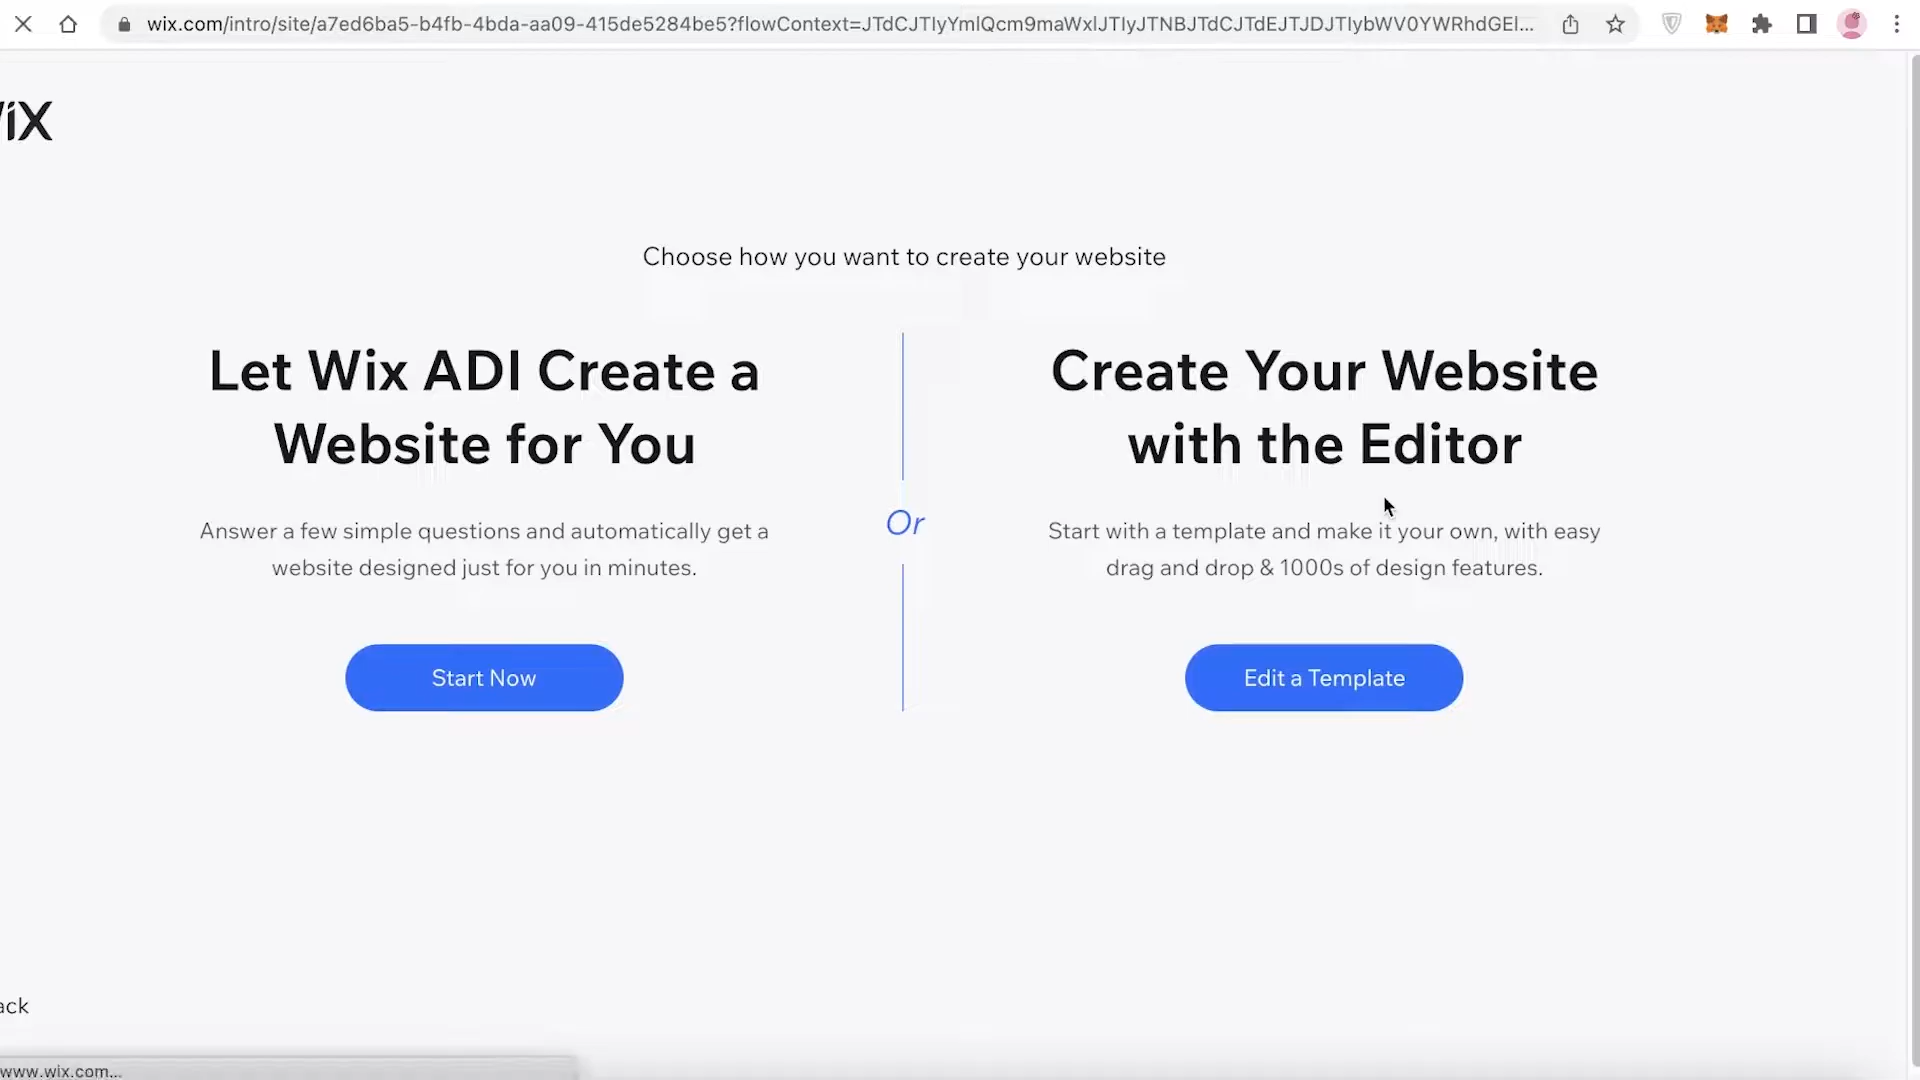 wix.com/intro/site/a7ed6ba5-b4fb-4bda-aa09-415de5284be5?flowContext=JTdCJTIyYmlQcm9maWxlJTIyJTNBJTdCJTdEJTJDJTIybWV0YWRhdGEl...
WiX
Choose how you want to create your website
Let Wix ADI Create a
Website for You
Answer a few simple questions and automatically get a
website designed just for you in minutes.
Start Now
Or
Create Your Website
with the Editor
Start with a template and make it your own, with easy
drag and drop & 1000s of design features.
Edit a Template
ack
www.wix.com...